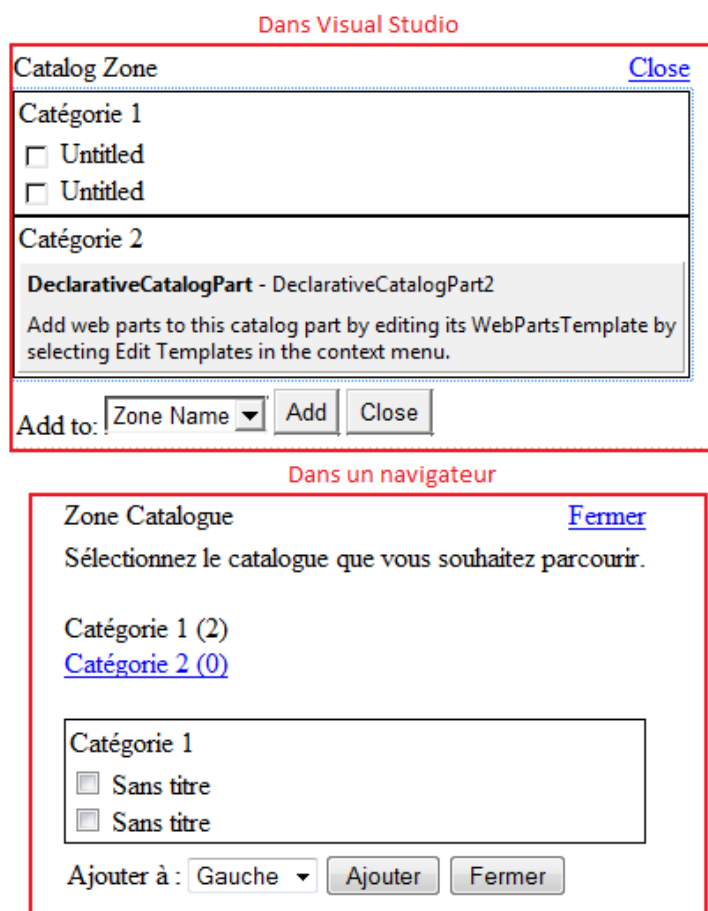 Dans Visual Studio
Catalog Zone Close
Catégorie 1
Untitled
Untitled
Catégorie 2
DeclarativeCatalogPart - DeclarativeCatalogPart2
Add web parts to this catalog part by editing its WebPartsTemplate by
selecting Edit Templates in the context menu.
Add to: Zone Name Add Close
Dans un navigateur
Zone Catalogue Fermer
Sélectionnez le catalogue que vous souhaitez parcourir.
Catégorie 1 (2)
Catégorie 2 (0)
Catégorie 1
Sans titre
Sans titre
Ajouter à : Gauche Ajouter Fermer